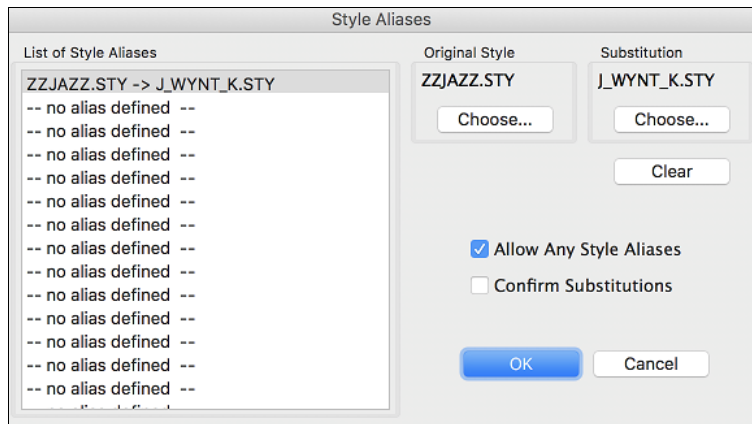 Style Aliases
List of Style Aliases
ZZJAZZ.STY -> J_WYNT_K.STY
-- no alias defined --
-- no alias defined --
-- no alias defined --
-- no alias defined --
-- no alias defined --
-- no alias defined --
-- no alias defined --
-- no alias defined --
-- no alias defined --
-- no alias defined --
-- no alias defined --
-- no alias defined --
-- no alias defined --
Original Style
ZZJAZZ.STY
Choose...
Substitution
J_WYNT_K.STY
Choose...
Clear
Allow Any Style Aliases
Confirm Substitutions
OK
Cancel